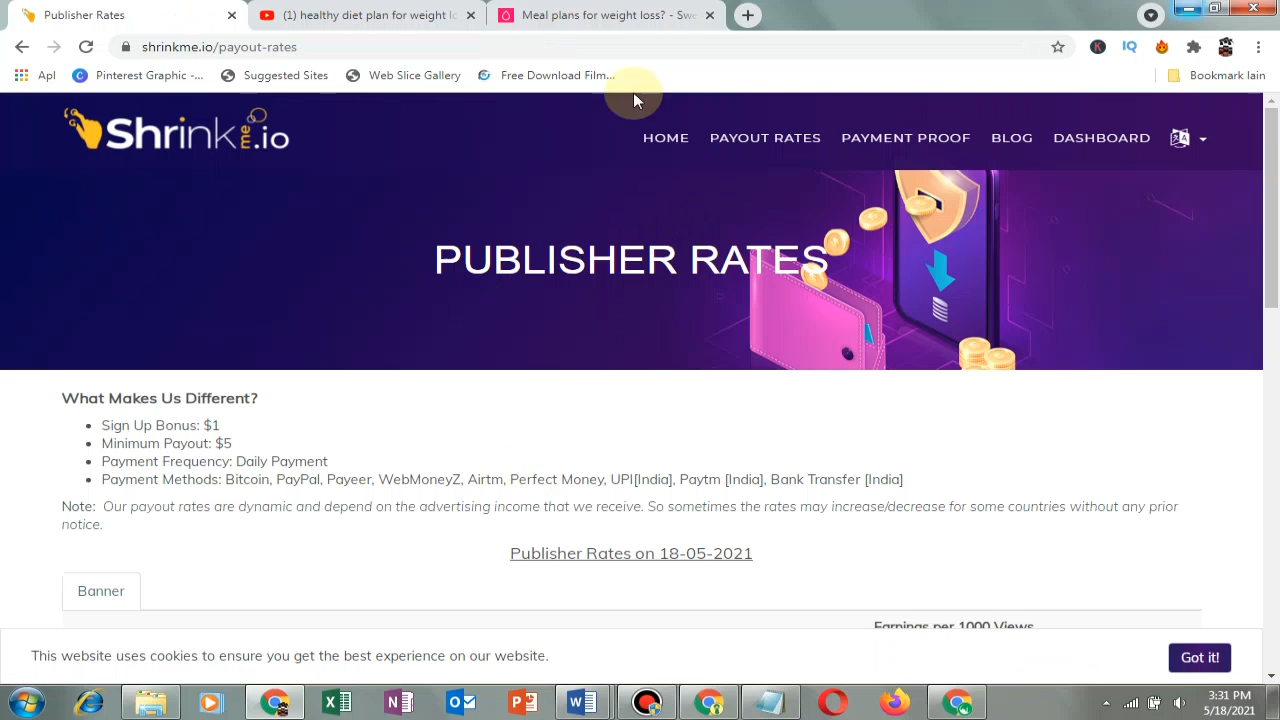 Publisher Rates
(1) healthy diet plan for weight l
Meal plans for weight loss? - Swe
shrinkme.io/payout-rates
Apl
Pinterest Graphic -...
Suggested Sites
Web Slice Gallery
Free Download Film...
Bookmark lain
Shrinkme.io
HOME
PAYOUT RATES
PAYMENT PROOF
BLOG
DASHBOARD
PUBLISHER RATES
What Makes Us Different?
Sign Up Bonus: $1
Minimum Payout: $5
Payment Frequency: Daily Payment
Payment Methods: Bitcoin, PayPal, Payeer, WebMoneyZ, Airtm, Perfect Money, UPI[India], Paytm [India], Bank Transfer [India]
Note: Our payout rates are dynamic and depend on the advertising income that we receive. So sometimes the rates may increase/decrease for some countries without any prior
notice.
Publisher Rates on 18-05-2021
Banner
Earnings per 1000 Views
This website uses cookies to ensure you get the best experience on our website.
Got it!
3:31 PM
5/18/2021